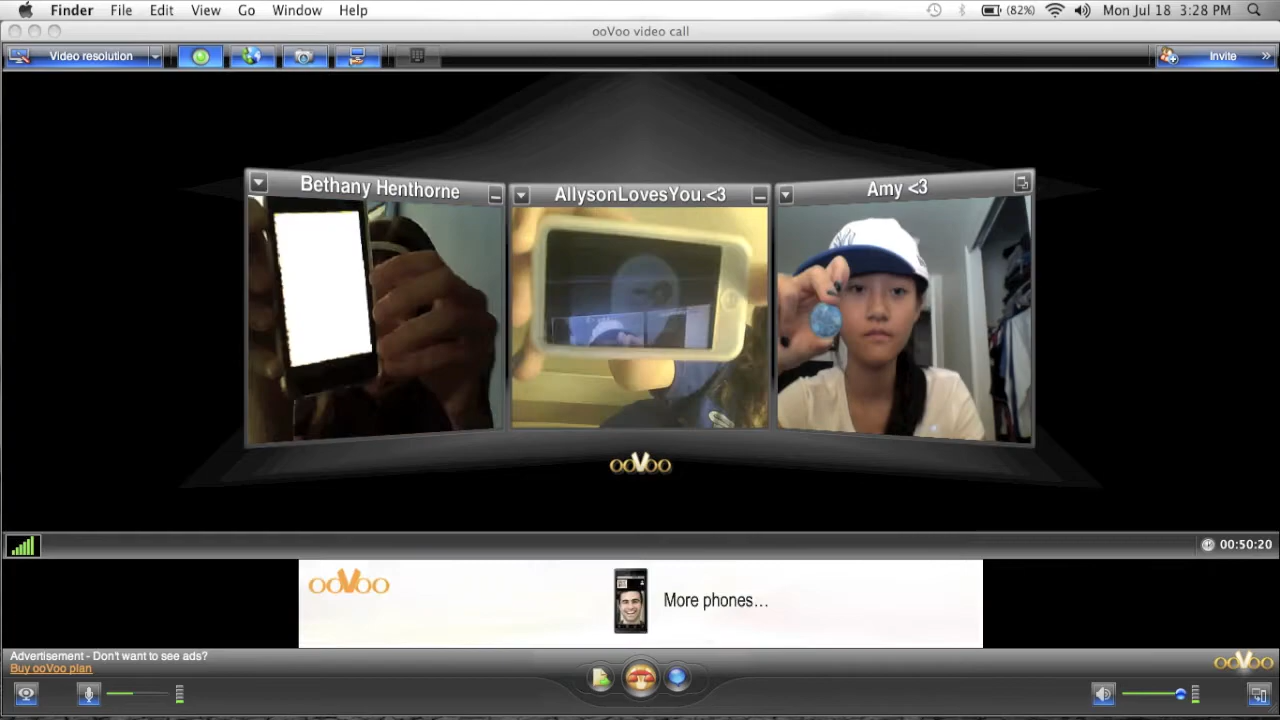 Finder File Edit View Go Window Help (82%) Mon Jul 18 3:28 PM
ooVoo video call
Video resolution Invite »
Bethany Henthorne AllysonLovesYou.<3 Amy <3
ooVoo
00:50:20
ooVoo
More phones...
Advertisement - Don't want to see ads?
Buy ooVoo plan
ooVoo